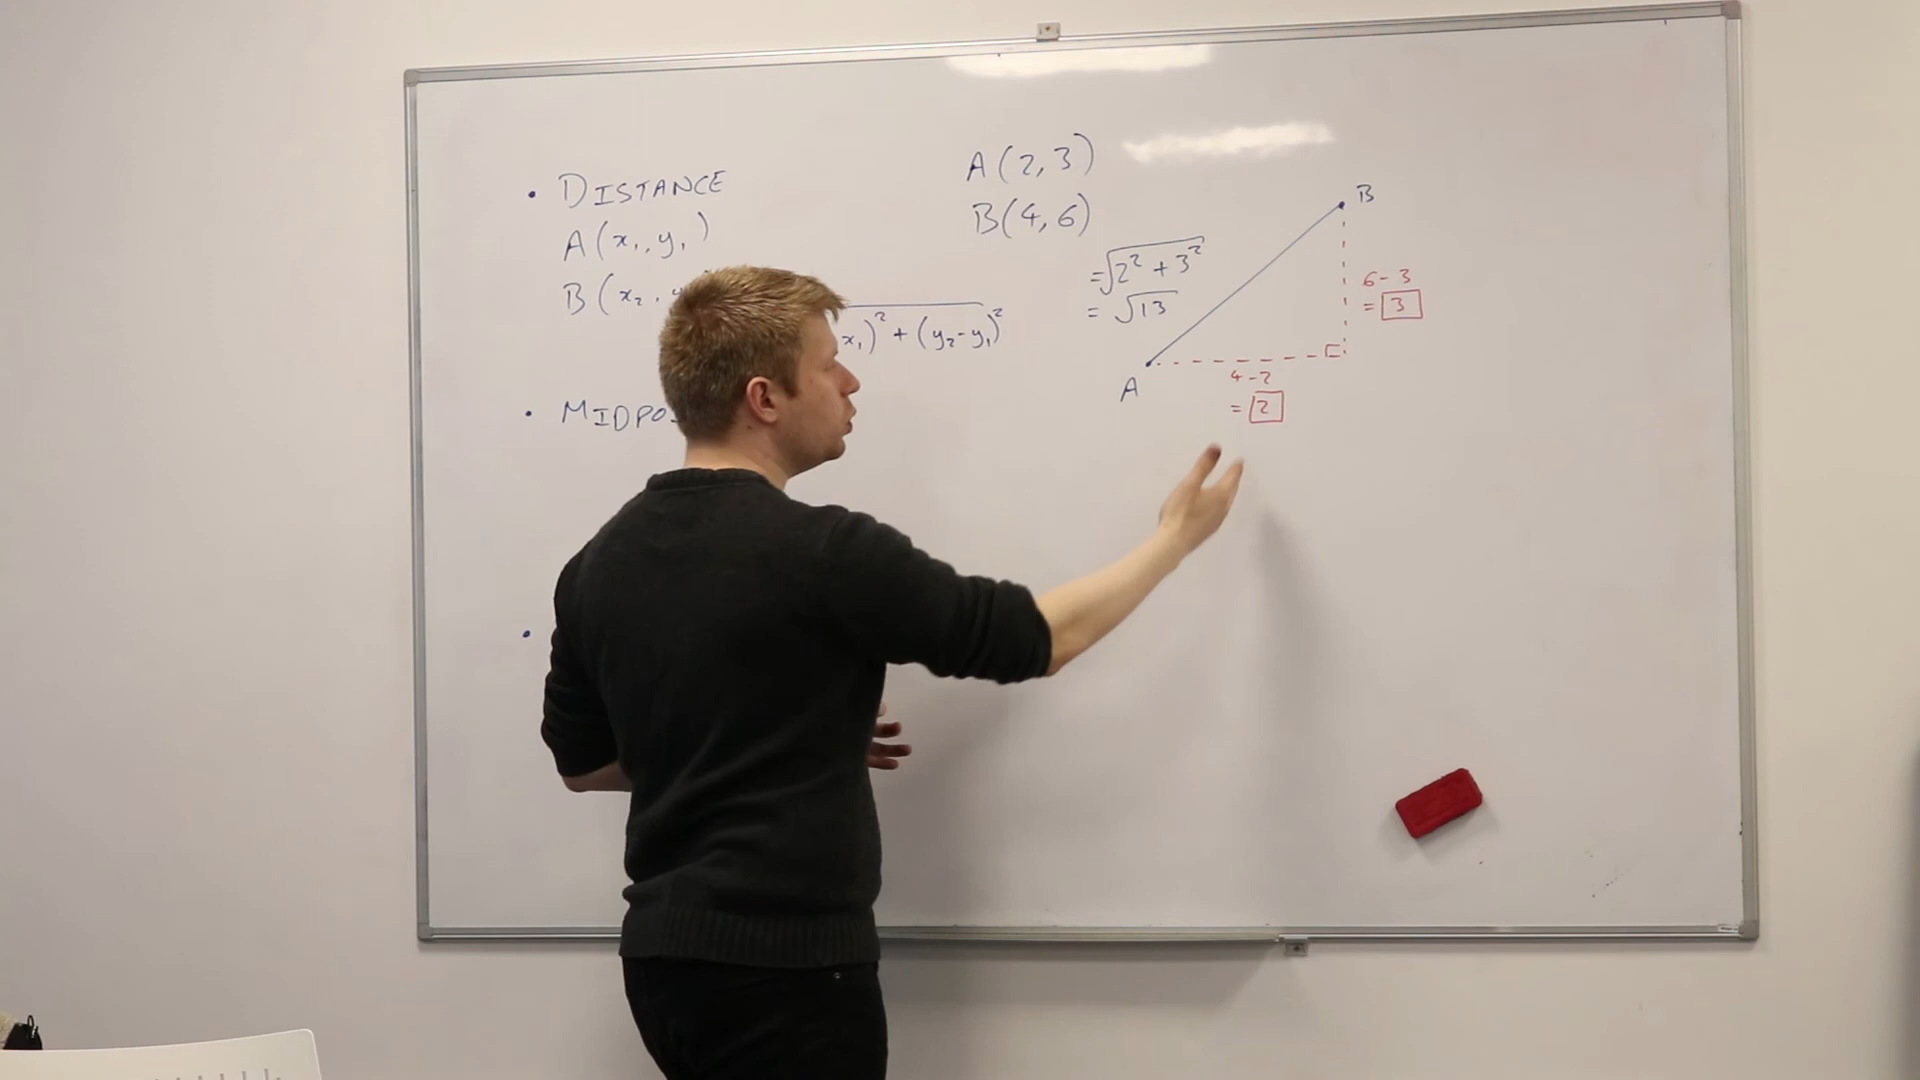 • DISTANCE
A(x₁, y₁)
B(x₂,
x₁)² + (y₂-y₁)²
• MIDPO
•
A(2,3)
B(4,6)
=√2² + 3²
= √13
B
A
6-3
= 3
4-2
= 2